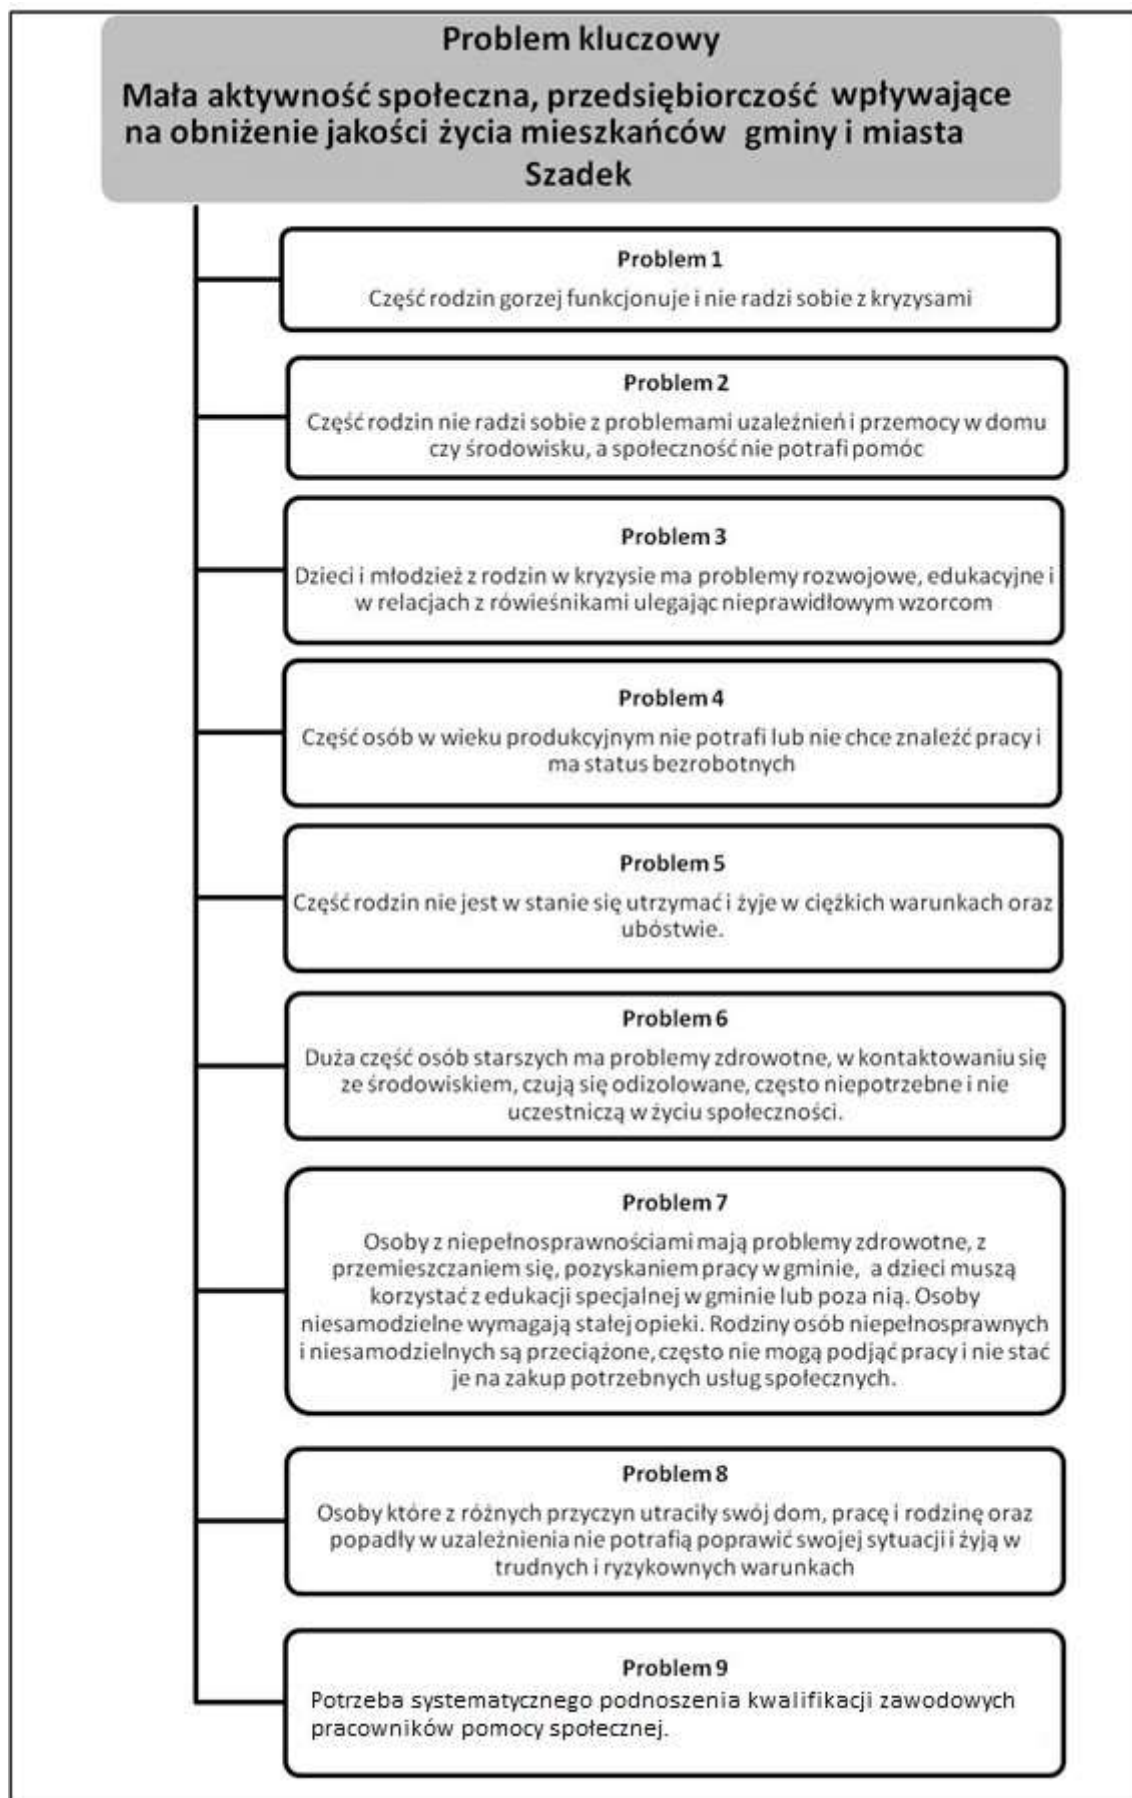 Problem kluczowy
Mała aktywność społeczna, przedsiębiorczość wpływające
na obniżenie jakości życia mieszkańców gminy i miasta
Szadek
Problem 1
Część rodzin gorzej funkcjonuje i nie radzi sobie z kryzysami
Problem 2
Część rodzin nie radzi sobie z problemami uzależnień i przemocy w domu
czy środowisku, a społeczność nie potrafi pomóc
Problem 3
Dzieci i młodzież z rodzin w kryzysie ma problemy rozwojowe, edukacyjne i
w relacjach z rówieśnikami ulegając nieprawidłowym wzorcom
Problem 4
Część osób w wieku produkcyjnym nie potrafi lub nie chce znaleźć pracy i
ma status bezrobotnych
Problem 5
Część rodzin nie jest w stanie się utrzymać i żyje w ciężkich warunkach oraz
ubóstwie.
Problem 6
Duża część osób starszych ma problemy zdrowotne, w kontaktowaniu się
ze środowiskiem, czują się odizolowane, często niepotrzebne i nie
uczestniczą w życiu społeczności.
Problem 7
Osoby z niepełnosprawnościami mają problemy zdrowotne, z
przemieszczaniem się, pozyskaniem pracy w gminie, a dzieci muszą
korzystać z edukacji specjalnej w gminie lub poza nią. Osoby
niesamodzielne wymagają stałej opieki. Rodziny osób niepełnosprawnych
i niesamodzielnych są przeciążone, często nie mogą podjąć pracy i nie stać
je na zakup potrzebnych usług społecznych.
Problem 8
Osoby które z różnych przyczyn utraciły swój dom, pracę i rodzinę oraz
popadły w uzależnienia nie potrafią poprawić swojej sytuacji i żyją w
trudnych i ryzykownych warunkach
Problem 9
Potrzeba systematycznego podnoszenia kwalifikacji zawodowych
pracowników pomocy społecznej.